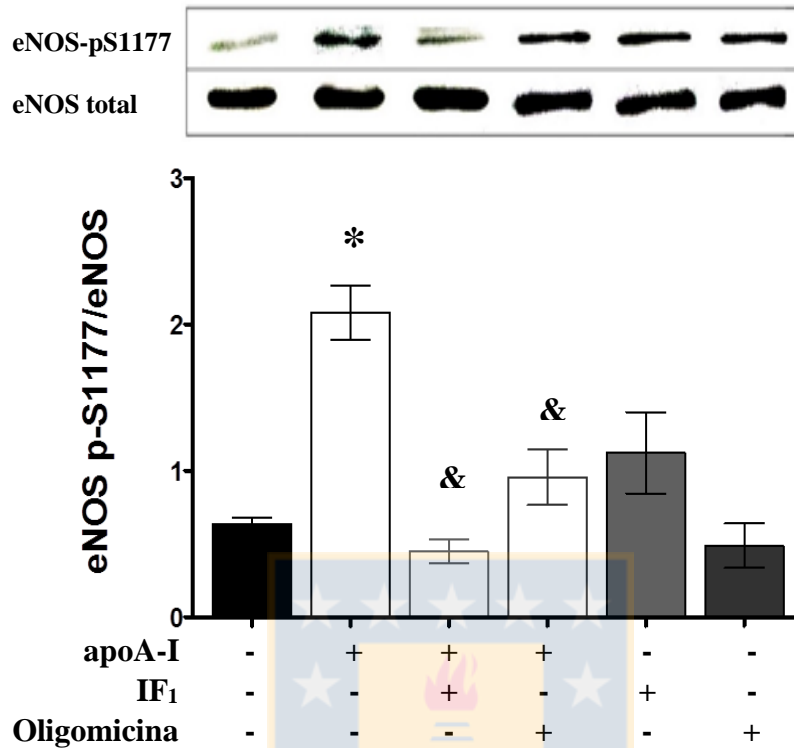 eNOS-pS1177
eNOS total
eNOS p-S1177/eNOS
3
2
1
0
*
&
&
apoA-I - + + + - -
IF₁ - - + - + -
Oligomicina - - - + - +